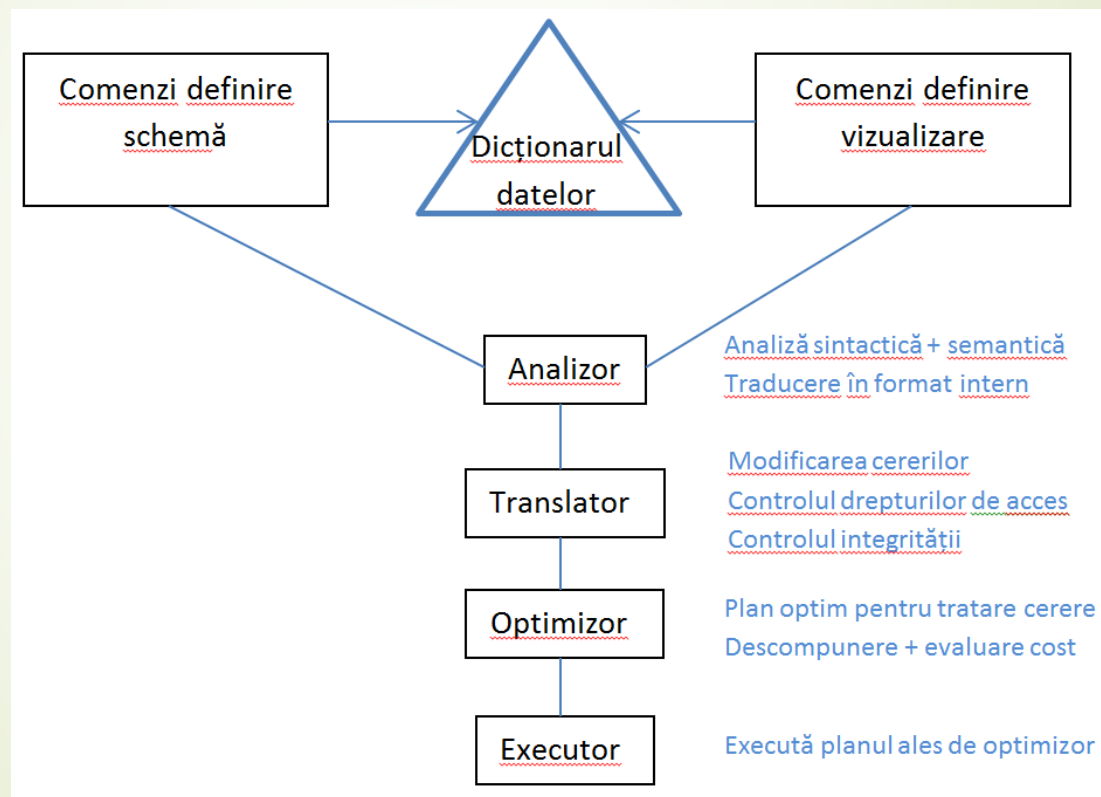 Comenzi definire
schemă
Dicționarul
datelor
Comenzi definire
vizualizare
Analizor
Analiză sintactică + semantică
Traducere în format intern
Translator
Modificarea cererilor
Controlul drepturilor de acces
Controlul integrității
Optimizor
Plan optim pentru tratare cerere
Descompunere + evaluare cost
Executor
Execută planul ales de optimizor